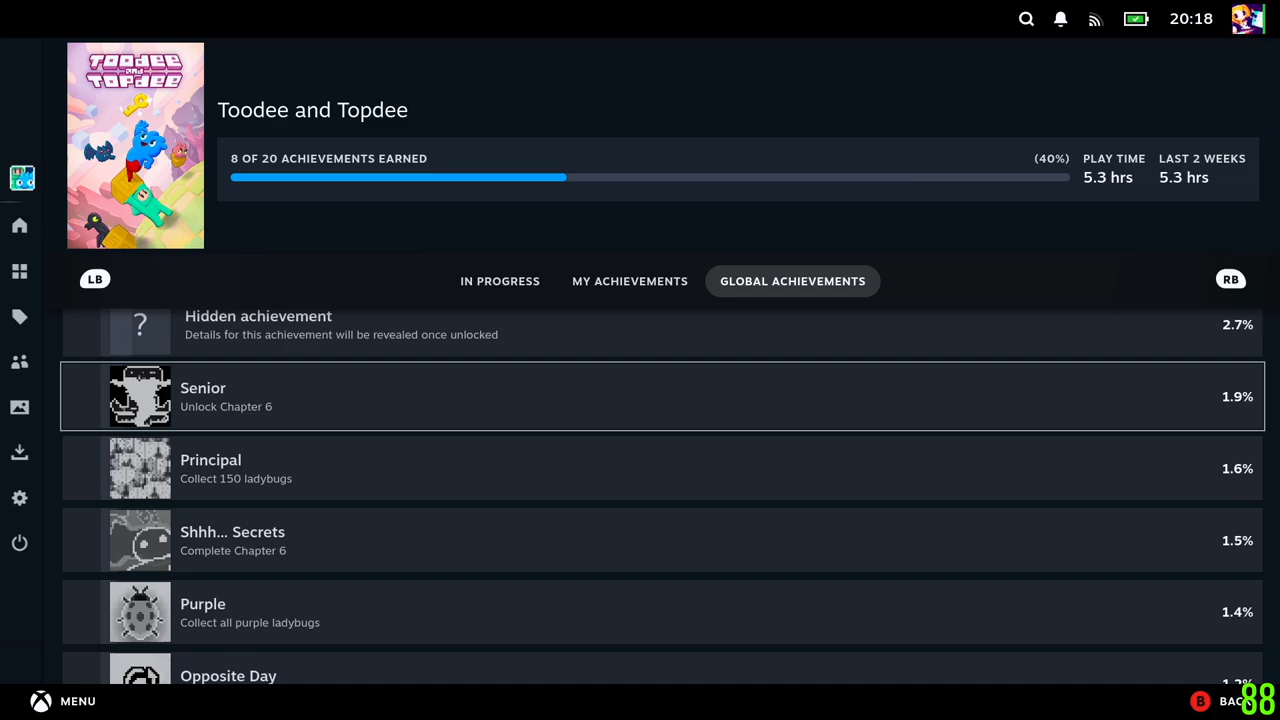 20:18
TOODEE
AND
TOPDEE
Toodee and Topdee
8 OF 20 ACHIEVEMENTS EARNED
(40%)
PLAY TIME
LAST 2 WEEKS
5.3 hrs
5.3 hrs
LB
IN PROGRESS
MY ACHIEVEMENTS
GLOBAL ACHIEVEMENTS
RB
?
Hidden achievement
Details for this achievement will be revealed once unlocked
2.7%
Senior
Unlock Chapter 6
1.9%
Principal
Collect 150 ladybugs
1.6%
Shhh... Secrets
Complete Chapter 6
1.5%
Purple
Collect all purple ladybugs
1.4%
Opposite Day
MENU
B
88